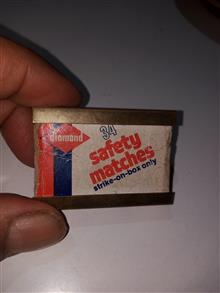 diamond
34
safety
matches
strike-on-box only